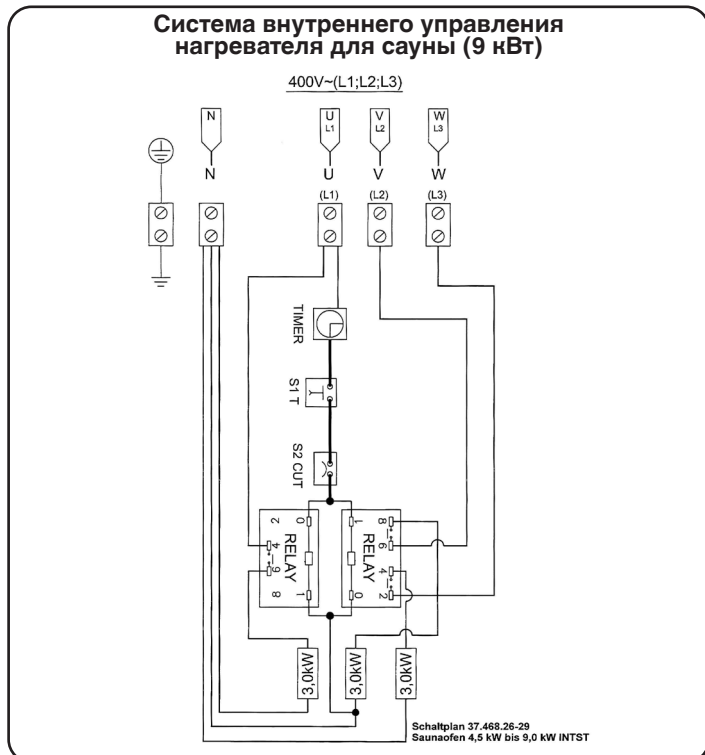 Система внутреннего управления
нагревателя для сауны (9 кВт)
400V~(L1;L2;L3)
N
U
L1
V
L2
W
L3
N
U
V
W
(L1)
(L2)
(L3)
TIMER
S1 T
S2 CUT
2 0
4
6
8 1
RELAY
1 8
6
4
0 2
RELAY
3,0kW
3,0kW
3,0kW
Schaltplan 37.468.26-29
Saunaofen 4,5 kW bis 9,0 kW INTST